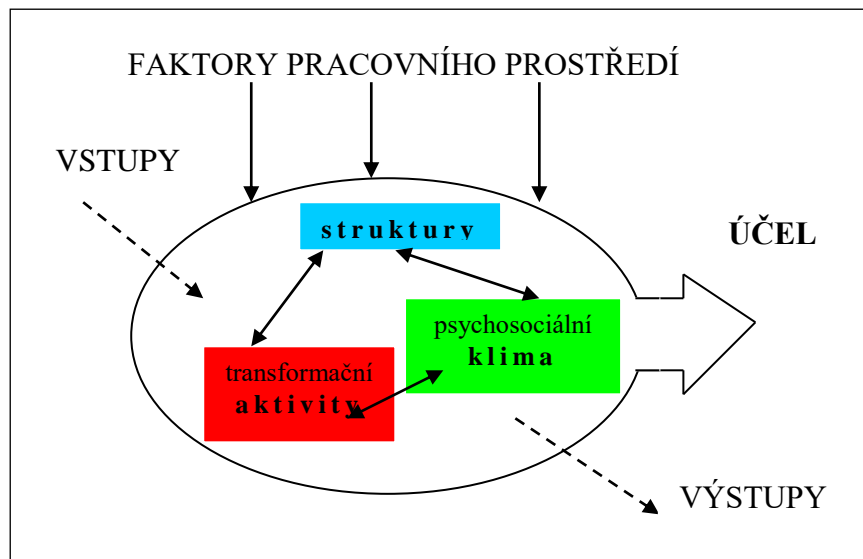 FAKTORY PRACOVNÍHO PROSTŘEDÍ
VSTUPY
struktury
ÚČEL
psychosociální
klima
transformační
aktivity
VÝSTUPY